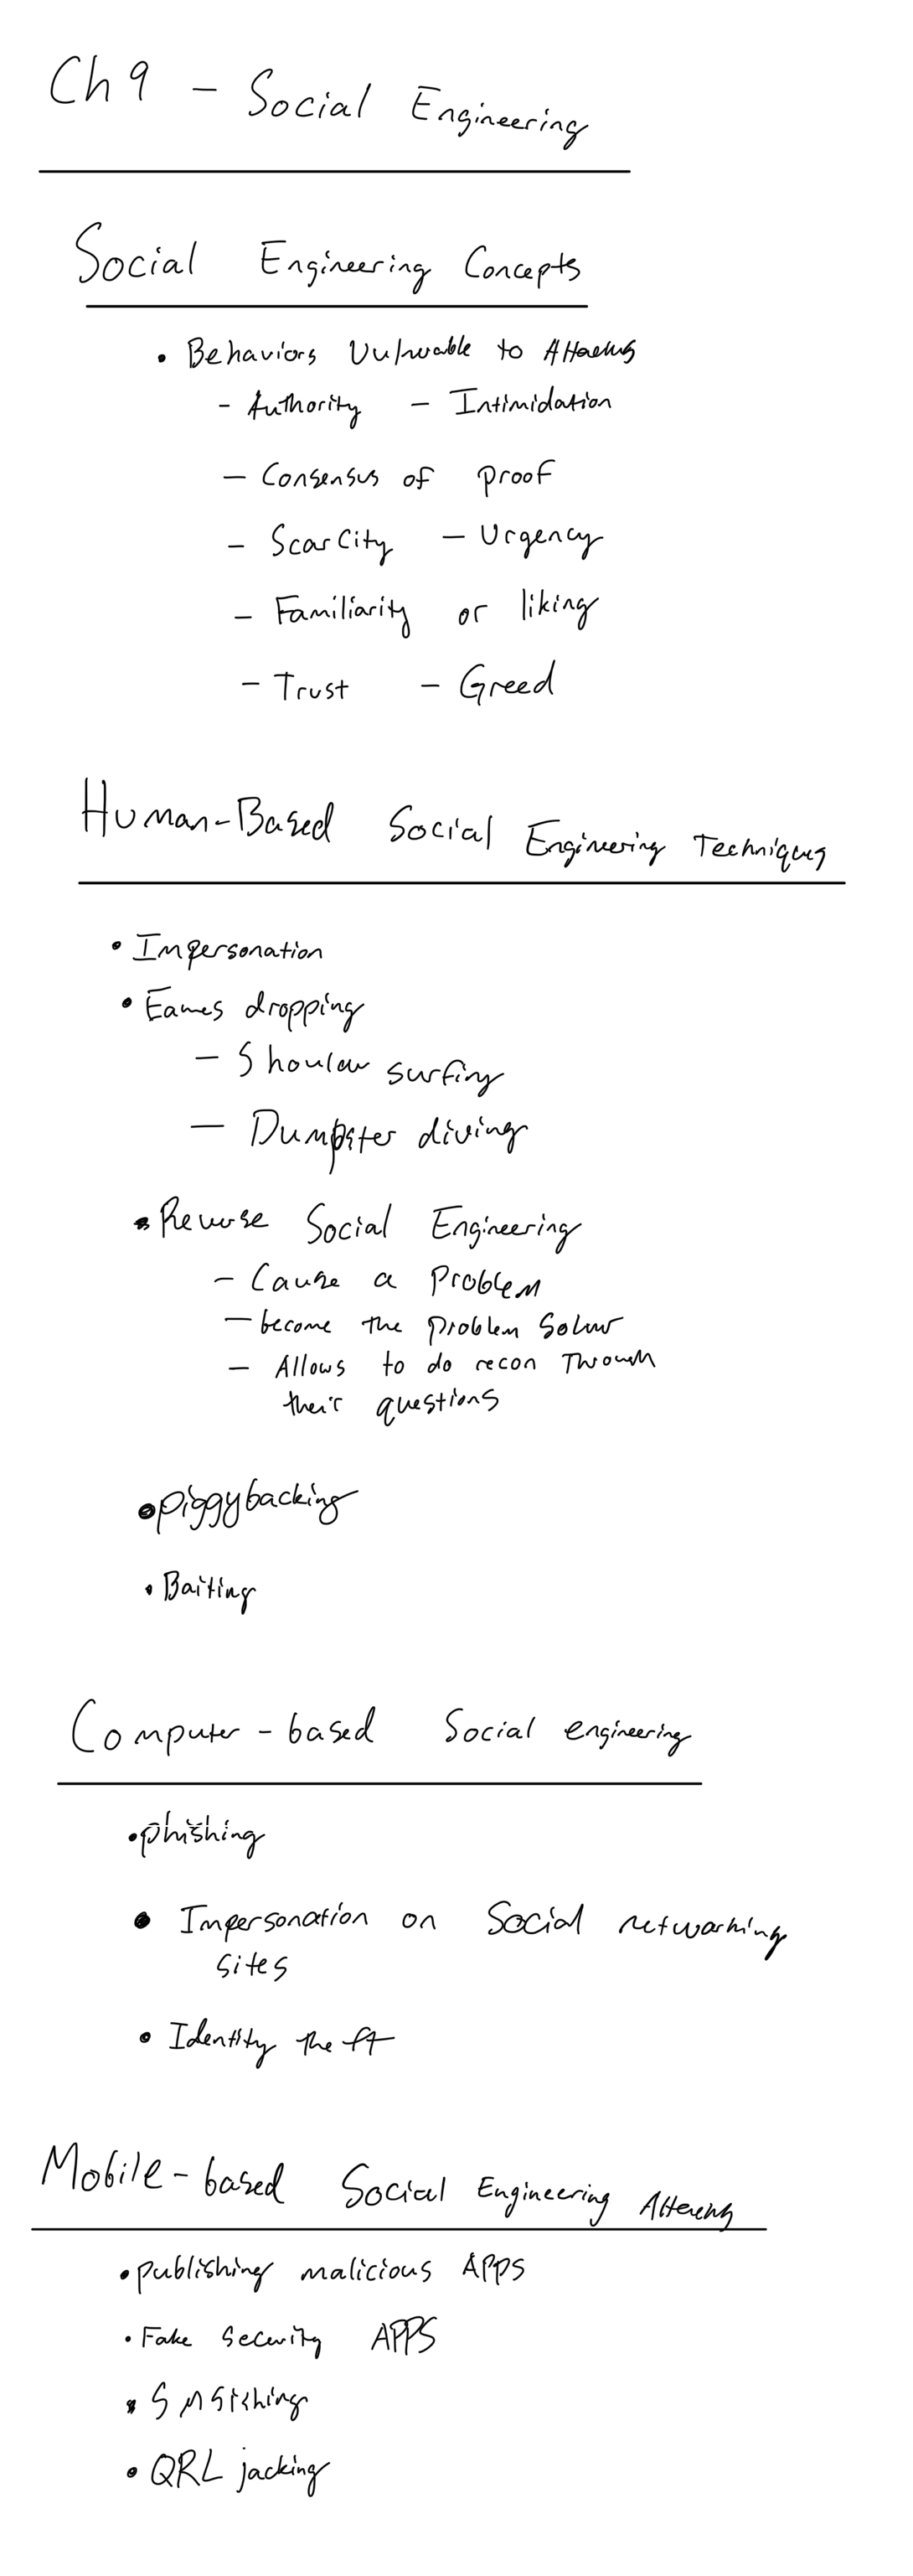 Ch 9 - Social Engineering
Social Engineering Concepts
• Behaviors Vulnerable to Attacks
- Authority - Intimidation
- Consensus of proof
- Scarcity - Urgency
- Familiarity or liking
- Trust - Greed
Human-Based Social Engineering Techniques
• Impersonation
• Eaves dropping
- Shoulder surfing
- Dumpster diving
• Reverse Social Engineering
- Cause a Problem
- become the problem Solver
- Allows to do recon Through
their questions
• piggybacking
• Baiting
Computer-based Social engineering
• phishing
• Impersonation on Social networking
sites
• Identity theft
Mobile-based Social Engineering Attacks
• publishing malicious APPs
• Fake Security APPS
• SMSishing
• QRL jacking